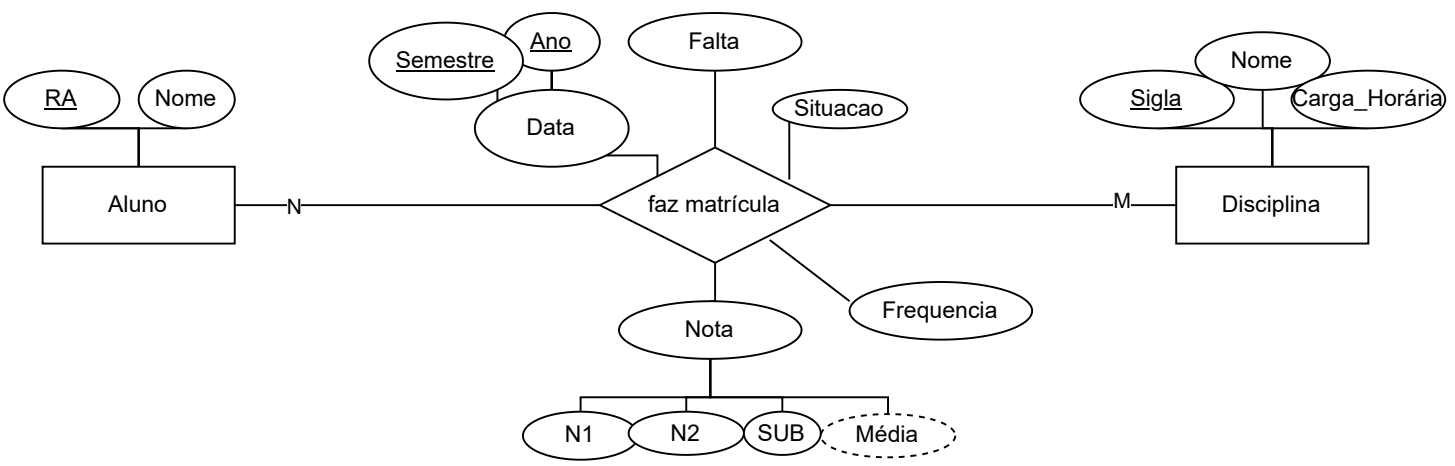 Ano
Falta
Semestre
Nome
RA
Nome
Sigla
Carga_Horária
Situacao
Data
Aluno
N
faz matrícula
M
Disciplina
Frequencia
Nota
N1
N2
SUB
Média